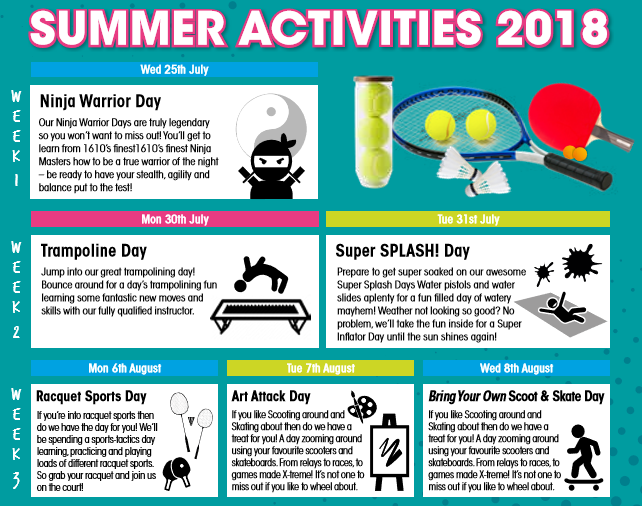 SUMMER ACTIVITIES 2018
WEEK 1
Wed 25th July
Ninja Warrior Day
Our Ninja Warrior Days are truly legendary
so you won't want to miss out! You'll get to
learn from 1610's finest1610's finest Ninja
Masters how to be a true warrior of the night
– be ready to have your stealth, agility and
balance put to the test!
WEEK 2
Mon 30th July
Trampoline Day
Jump into our great trampolining day!
Bounce around for a day's trampolining fun
learning some fantastic new moves and
skills with our fully qualified instructor.
Tue 31st July
Super SPLASH! Day
Prepare to get super soaked on our awesome
Super Splash Days Water pistols and water
slides aplenty for a fun filled day of watery
mayhem! Weather not looking so good? No
problem, we'll take the fun inside for a Super
Inflator Day until the sun shines again!
WEEK 3
Mon 6th August
Racquet Sports Day
If you're into racquet sports then
do we have the day for you! We'll
be spending a sports-tactics day
learning, practicing and playing
loads of different racquet sports.
So grab your racquet and join us
on the court!
Tue 7th August
Art Attack Day
If you like Scooting around and
Skating about then do we have a
treat for you! A day zooming around
using your favourite scooters and
skateboards. From relays to races, to
games made X-treme! It's not one to
miss out if you like to wheel about.
Wed 8th August
Bring Your Own Scoot & Skate Day
If you like Scooting around and
Skating about then do we have a
treat for you! A day zooming around
using your favourite scooters and
skateboards. From relays to races, to
games made X-treme! It's not one to
miss out if you like to wheel about.